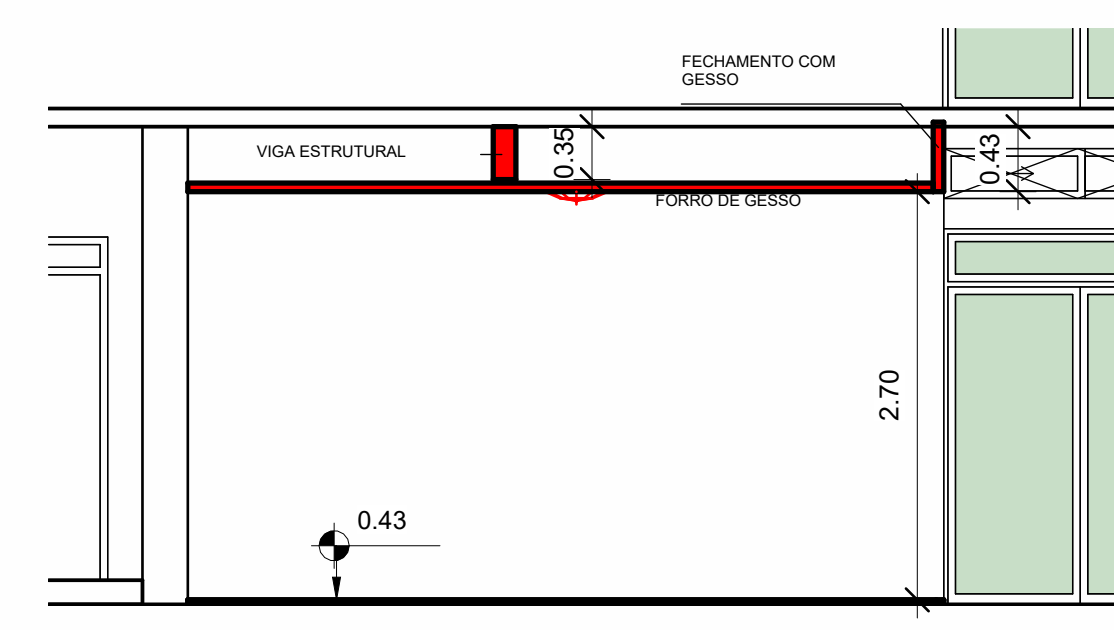 FECHAMENTO COM
GESSO
VIGA ESTRUTURAL
0.35
0.43
FORRO DE GESSO
2.70
0.43